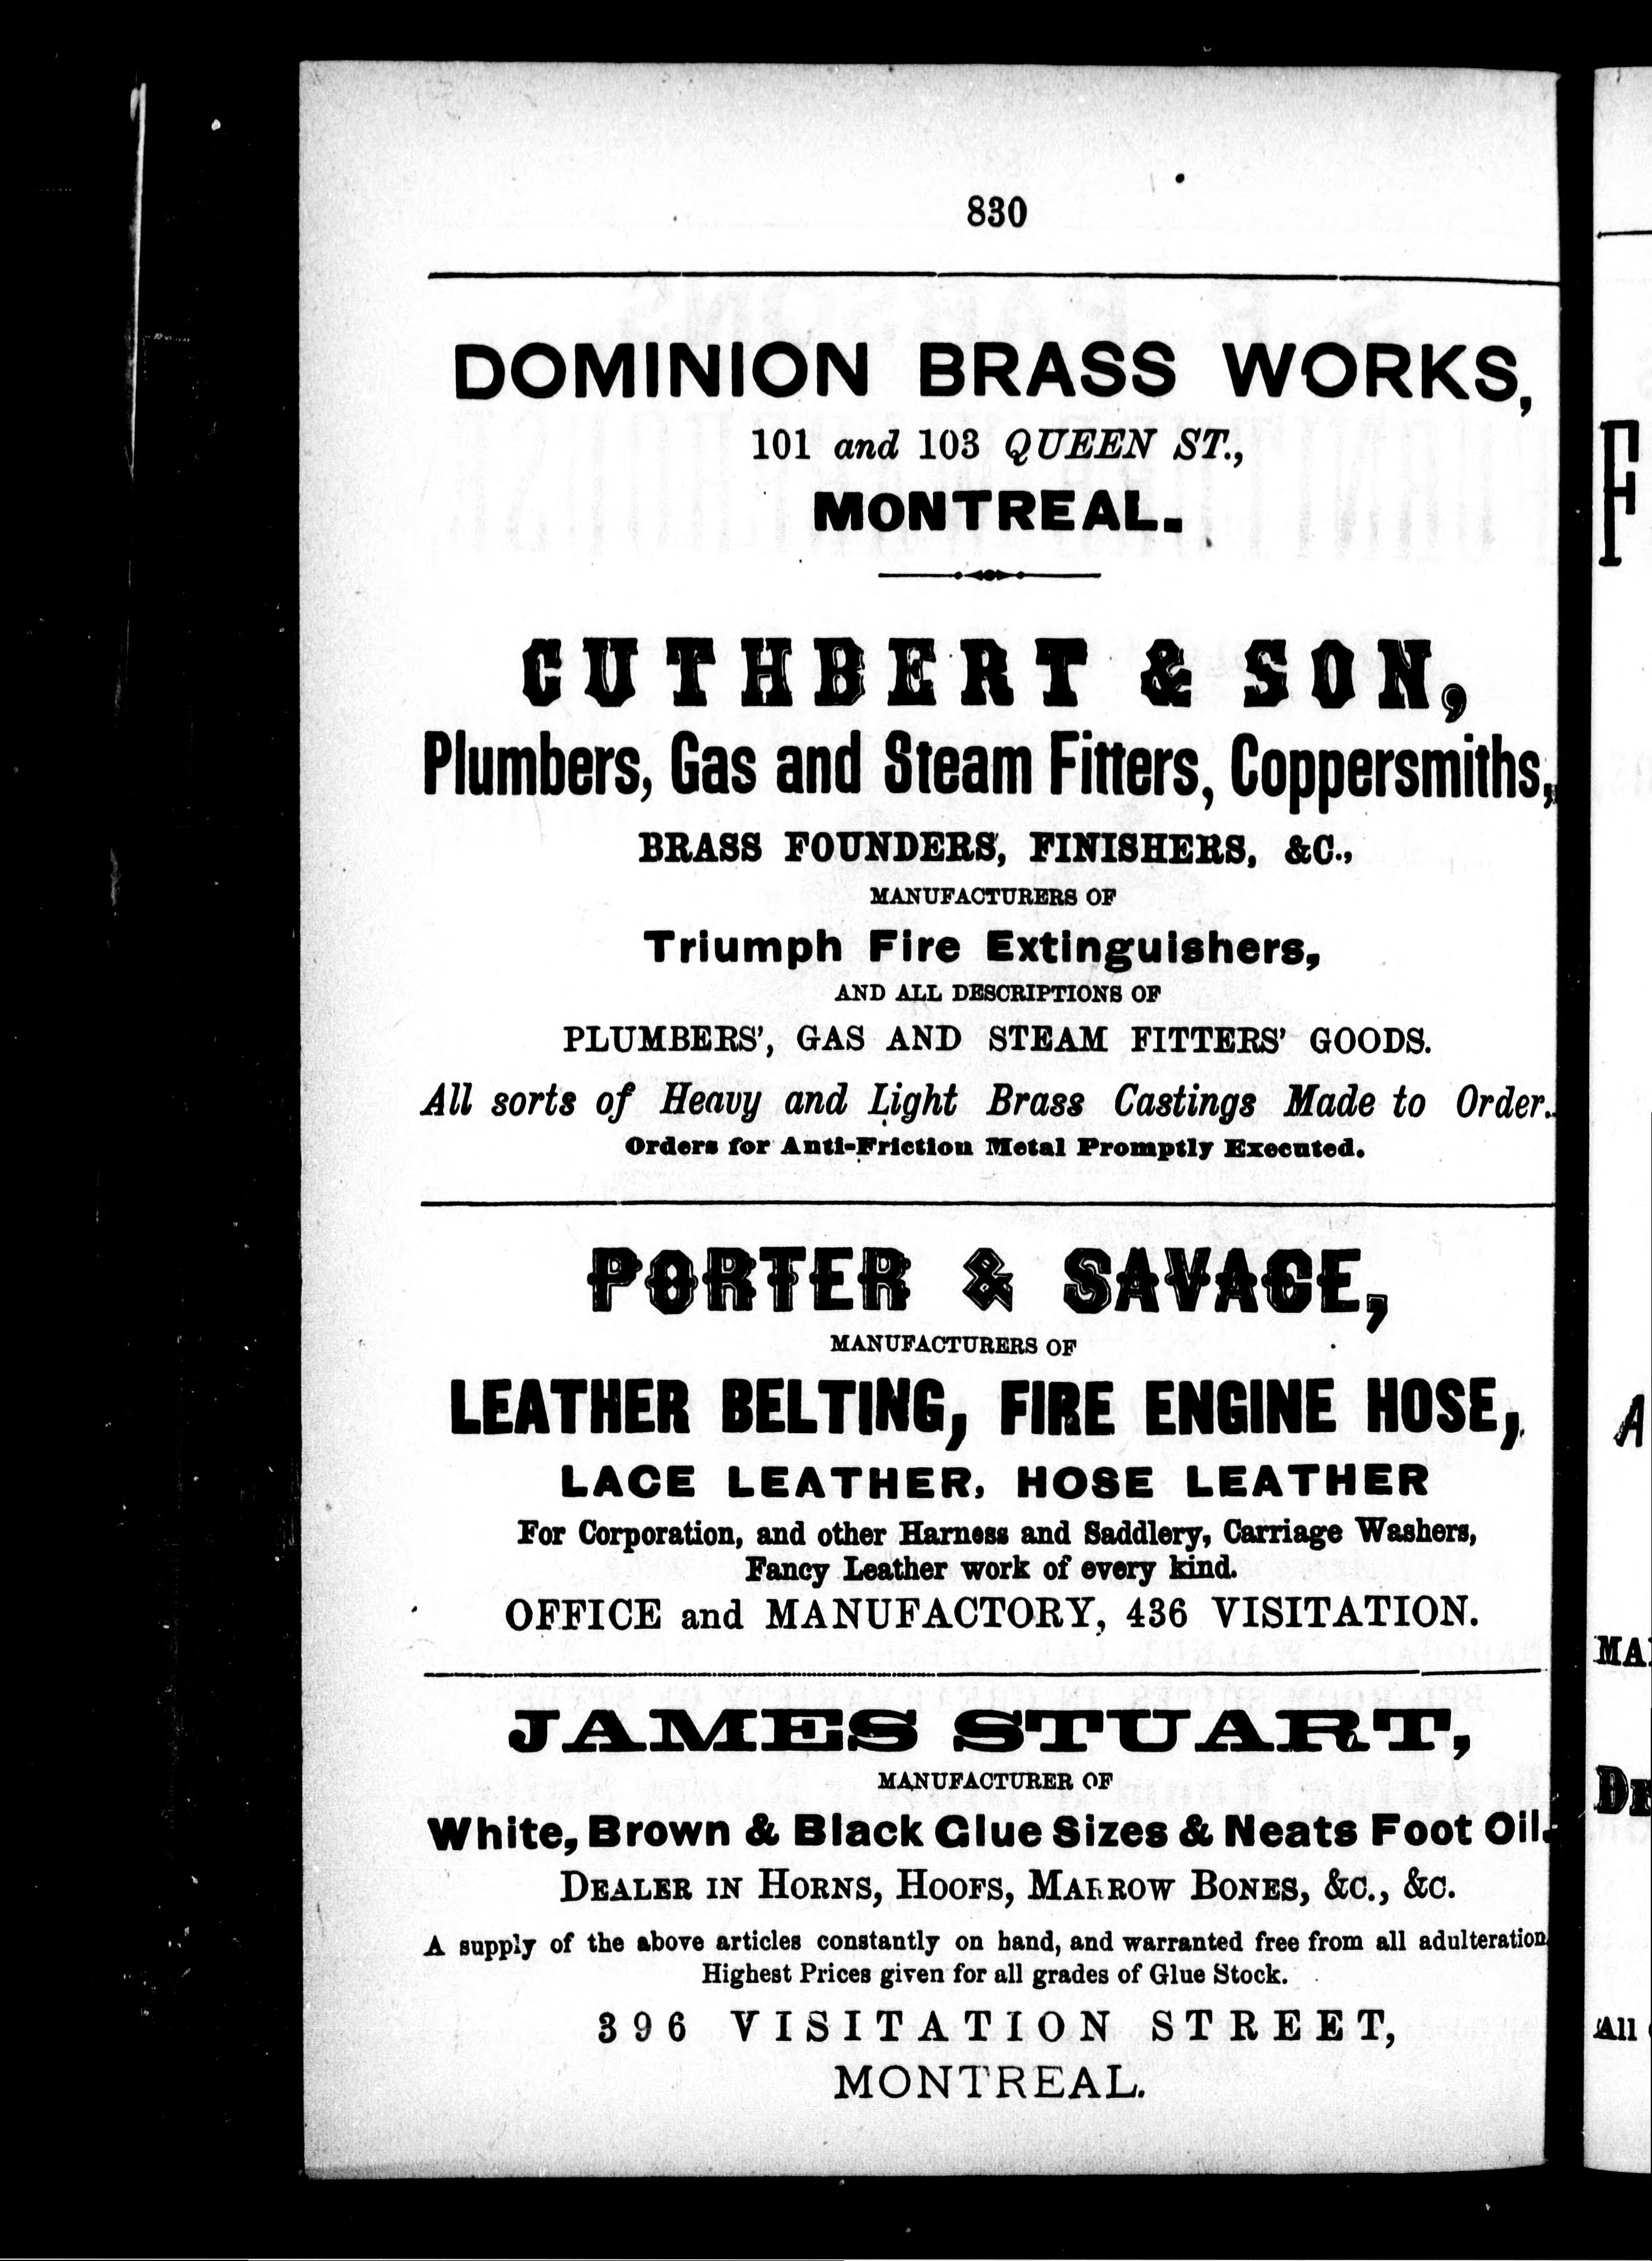 830
DOMINION BRASS WORKS,
101 and 103 QUEEN ST.,
MONTREAL.
CUTHBERT & SON,
Plumbers, Gas and Steam Fitters, Coppersmiths,
BRASS FOUNDERS, FINISHERS, &C.,
MANUFACTURERS OF
Triumph Fire Extinguishers,
AND ALL DESCRIPTIONS OF
PLUMBERS', GAS AND STEAM FITTERS' GOODS.
All sorts of Heavy and Light Brass Castings Made to Order.
Orders for Anti-Friction Metal Promptly Executed.
PORTER & SAVAGE,
MANUFACTURERS OF
LEATHER BELTING, FIRE ENGINE HOSE,
LACE LEATHER, HOSE LEATHER
For Corporation, and other Harness and Saddlery, Carriage Washers,
Fancy Leather work of every kind.
OFFICE and MANUFACTORY, 436 VISITATION.
JAMES STUART,
MANUFACTURER OF
White, Brown & Black Glue Sizes & Neats Foot Oil.
DEALER IN HORNS, HOOFS, MARROW BONES, &C., &C.
A supply of the above articles constantly on hand, and warranted free from all adulteration
Highest Prices given for all grades of Glue Stock.
396 VISITATION STREET,
MONTREAL.
F
A
MA
DE
All